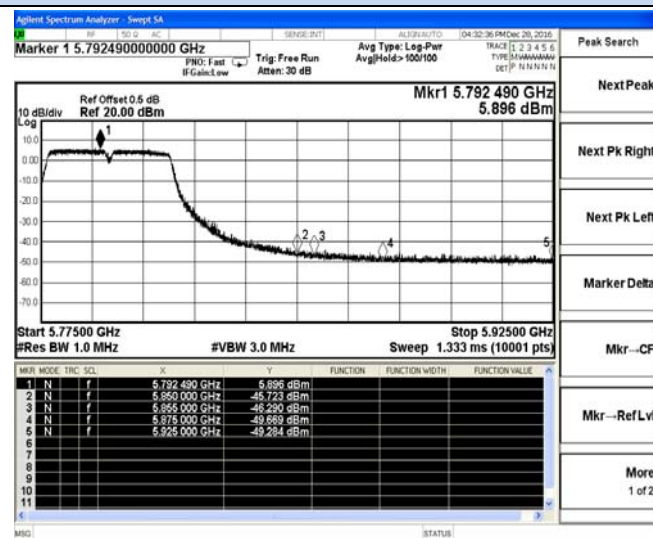 Agilent Spectrum Analyzer - Swept SA
RF 50 Ω AC SENSE:INT ALIGNAUTO 04:32:36 PM Dec 28, 2016
Marker 1 5.792490000000 GHz
PNO: Fast
IFGain:Low
Trig: Free Run
Atten: 30 dB
Avg Type: Log-Pwr
Avg|Hold:>100/100
TRACE 1 2 3 4 5 6
TYPE
DET P N N N N N
Ref Offset 0.5 dB
10 dB/div Ref 20.00 dBm
Log
Mkr1 5.792 490 GHz
5.896 dBm
10.0
0.00
-10.0
-20.0
-30.0
-40.0
-50.0
-60.0
-70.0
1
2
3
4
5
Start 5.77500 GHz
Stop 5.92500 GHz
#Res BW 1.0 MHz #VBW 3.0 MHz Sweep 1.333 ms (10001 pts)
MKR MODE TRC SCL X Y FUNCTION FUNCTION WIDTH FUNCTION VALUE
1 N f 5.792 490 GHz 5.896 dBm
2 N f 5.850 000 GHz -45.723 dBm
3 N f 5.855 000 GHz -46.290 dBm
4 N f 5.875 000 GHz -49.669 dBm
5 N f 5.925 000 GHz -49.284 dBm
6
7
8
9
10
11
MSG STATUS
Peak Search
Next Peak
Next Pk Right
Next Pk Left
Marker Delta
Mkr→CF
Mkr→Ref Lvl
More
1 of 2